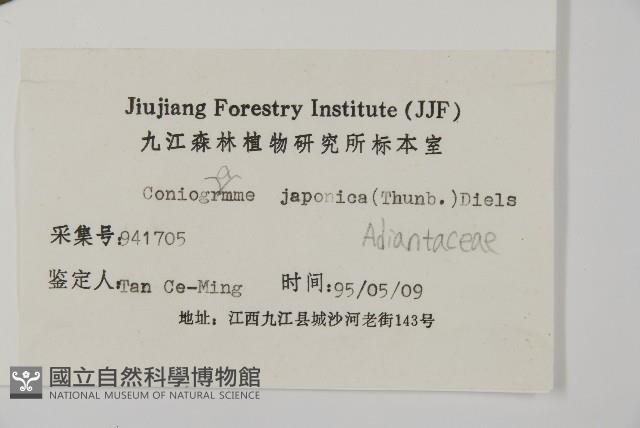 Jiujiang Forestry Institute (JJF)
九江森林植物研究所标本室
a
Coniogrmme japonica(Thunb.)Diels
采集号:941705
Adiantaceae
鉴定人:Tan Ce-Ming 时间:95/05/09
地址: 江西九江县城沙河老街143号
國立自然科學博物館
NATIONAL MUSEUM OF NATURAL SCIENCE